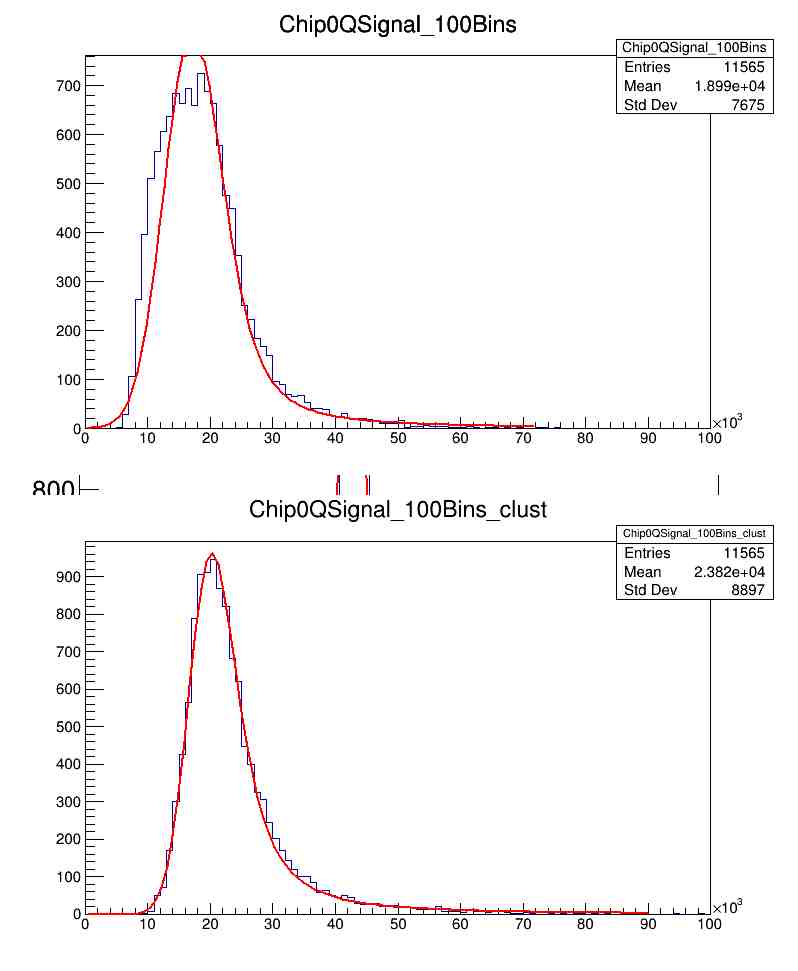 Chip0QSignal_100Bins
Chip0QSignal_100Bins
Entries 11565
Mean 1.899e+04
Std Dev 7675
700
600
500
400
300
200
100
0
0 10 20 30 40 50 60 70 80 90 100
×10³
800
Chip0QSignal_100Bins_clust
Chip0QSignal_100Bins_clust
Entries 11565
Mean 2.382e+04
Std Dev 8897
900
800
700
600
500
400
300
200
100
0
0 10 20 30 40 50 60 70 80 90 100
×10³